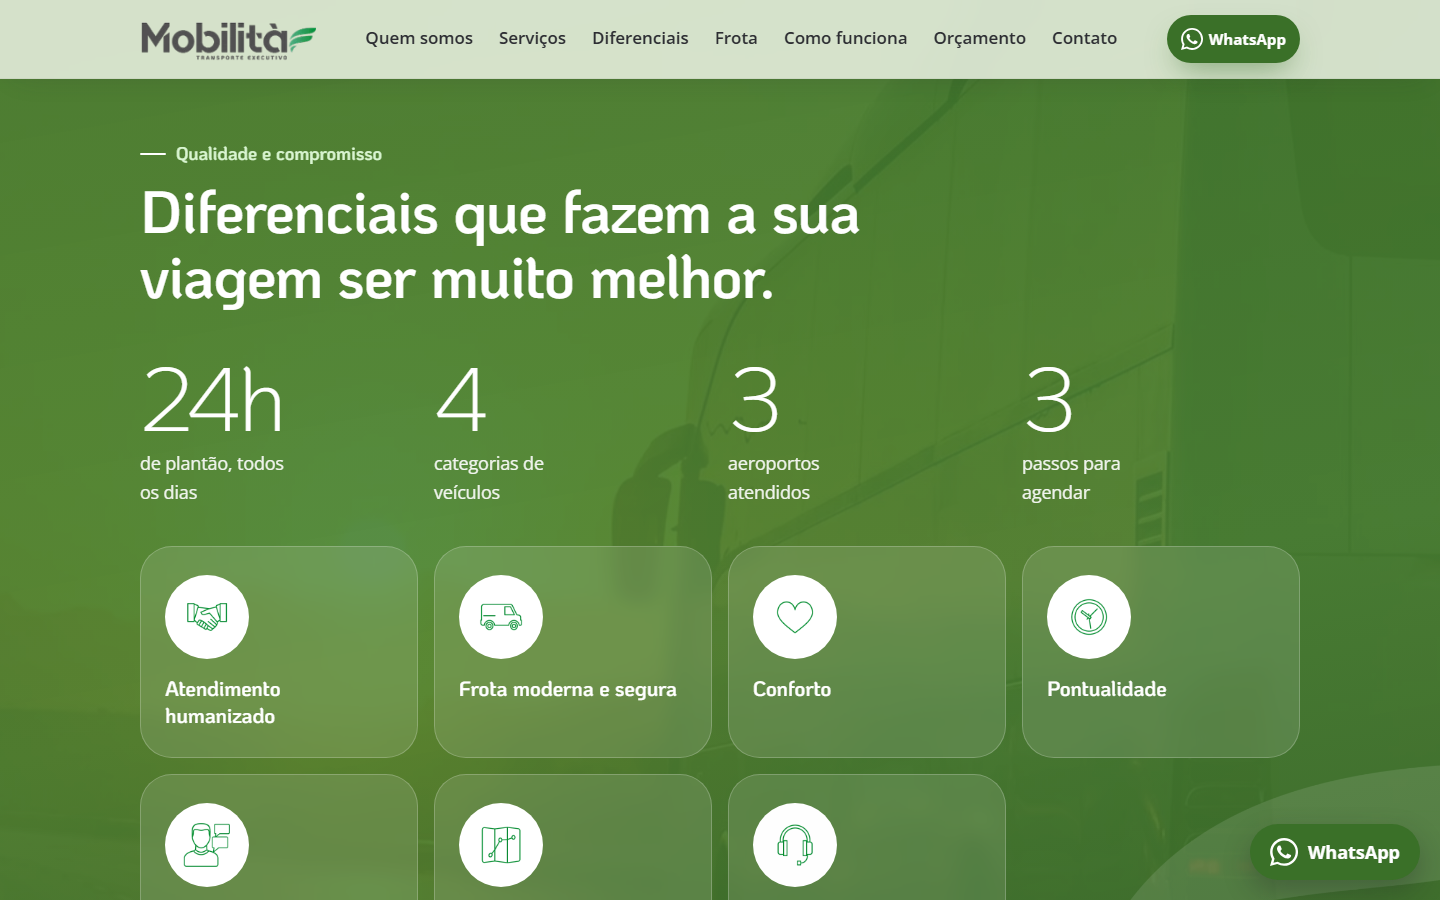 Mobilità
TRANSPORTE EXECUTIVO
Quem somos
Serviços
Diferenciais
Frota
Como funciona
Orçamento
Contato
WhatsApp
Qualidade e compromisso
Diferenciais que fazem a sua
viagem ser muito melhor.
24h
de plantão, todos
os dias
4
categorias de
veículos
3
aeroportos
atendidos
3
passos para
agendar
Atendimento
humanizado
Frota moderna e segura
Conforto
Pontualidade
WhatsApp